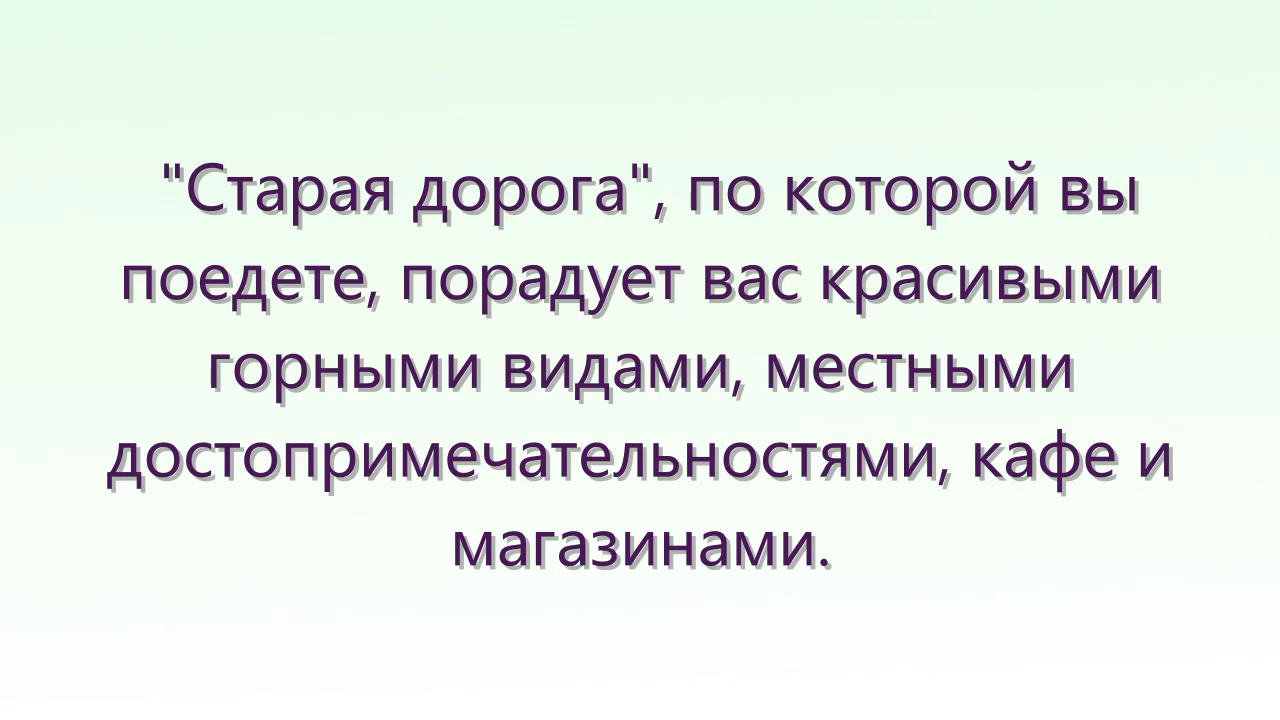 "Старая дорога", по которой вы
поедете, порадует вас красивыми
горными видами, местными
достопримечательностями, кафе и
магазинами.